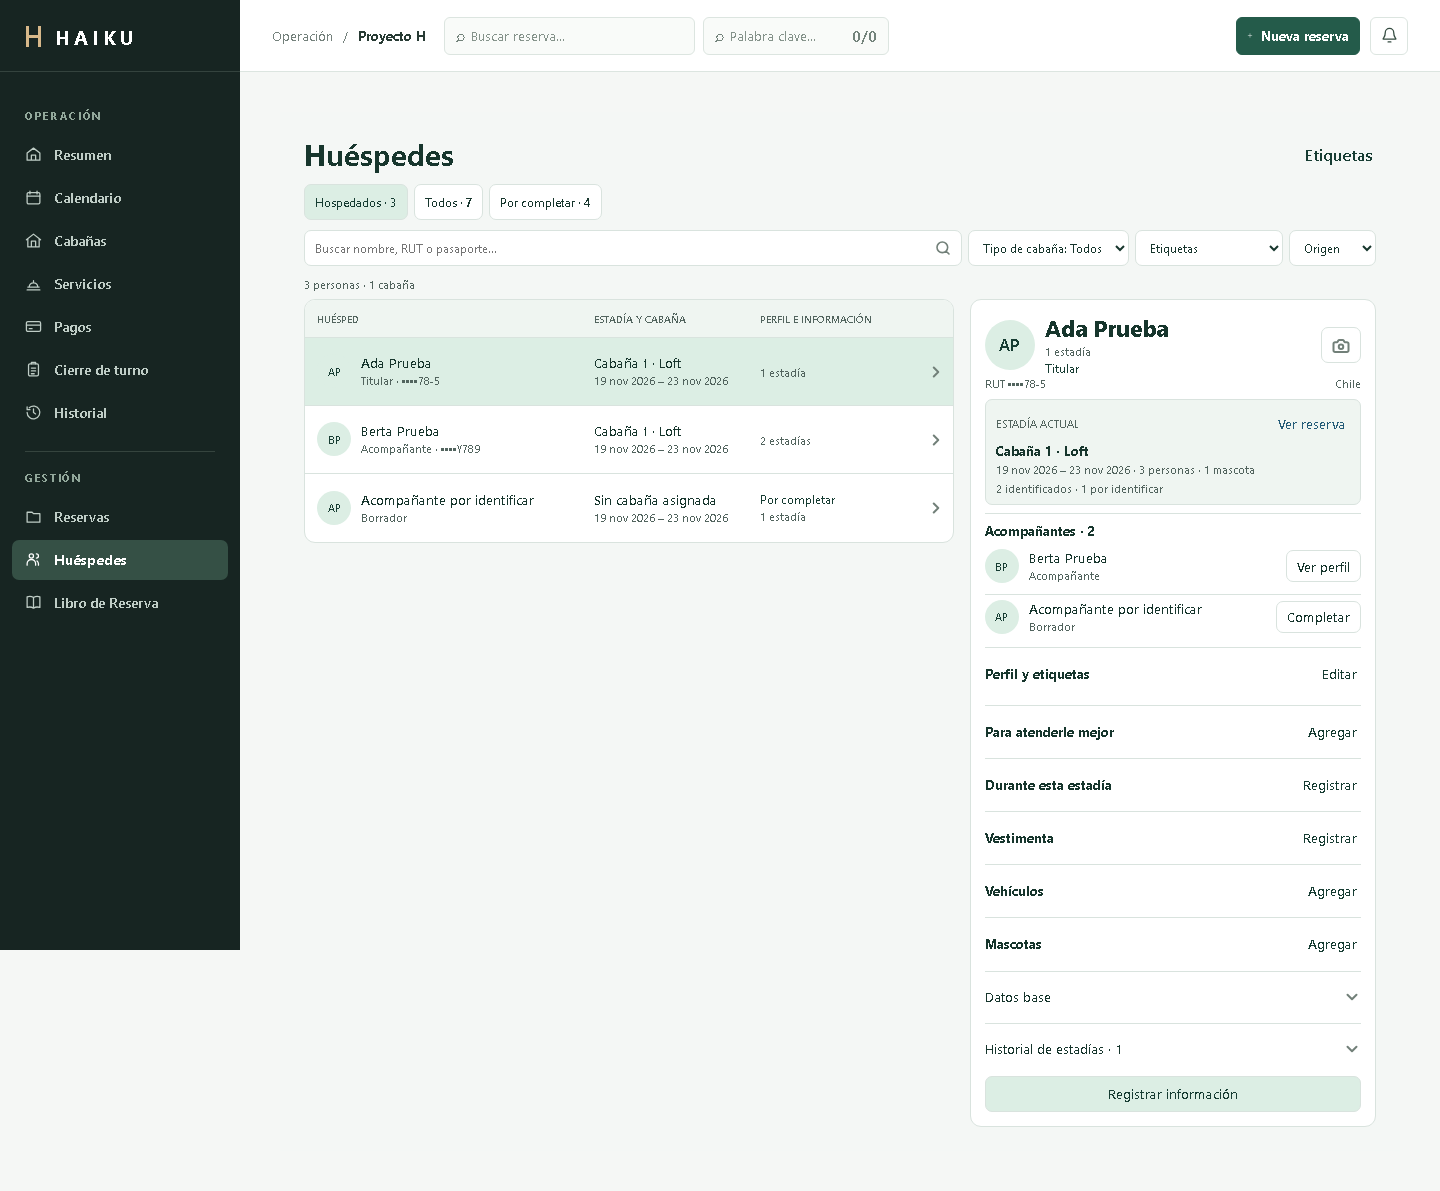 H HAIKU
Operación / Proyecto H
Buscar reserva...
Palabra clave... 0/0
+ Nueva reserva
OPERACIÓN
Resumen
Calendario
Cabañas
Servicios
Pagos
Cierre de turno
Historial
GESTIÓN
Reservas
Huéspedes
Libro de Reserva
Huéspedes
Etiquetas
Hospedados · 3
Todos · 7
Por completar · 4
Buscar nombre, RUT o pasaporte...
Tipo de cabaña: Todos
Etiquetas
Origen
3 personas · 1 cabaña
HUÉSPED ESTADÍA Y CABAÑA PERFIL E INFORMACIÓN
AP Ada Prueba
Titular · ••••78-5
Cabaña 1 · Loft
19 nov 2026 – 23 nov 2026
1 estadía
BP Berta Prueba
Acompañante · ••••Y789
Cabaña 1 · Loft
19 nov 2026 – 23 nov 2026
2 estadías
AP Acompañante por identificar
Borrador
Sin cabaña asignada
19 nov 2026 – 23 nov 2026
Por completar
1 estadía
AP Ada Prueba
1 estadía
Titular
RUT ••••78-5 Chile
ESTADÍA ACTUAL Ver reserva
Cabaña 1 · Loft
19 nov 2026 – 23 nov 2026 · 3 personas · 1 mascota
2 identificados · 1 por identificar
Acompañantes · 2
BP Berta Prueba
Acompañante
Ver perfil
AP Acompañante por identificar
Borrador
Completar
Perfil y etiquetas Editar
Para atenderle mejor Agregar
Durante esta estadía Registrar
Vestimenta Registrar
Vehículos Agregar
Mascotas Agregar
Datos base
Historial de estadías · 1
Registrar información